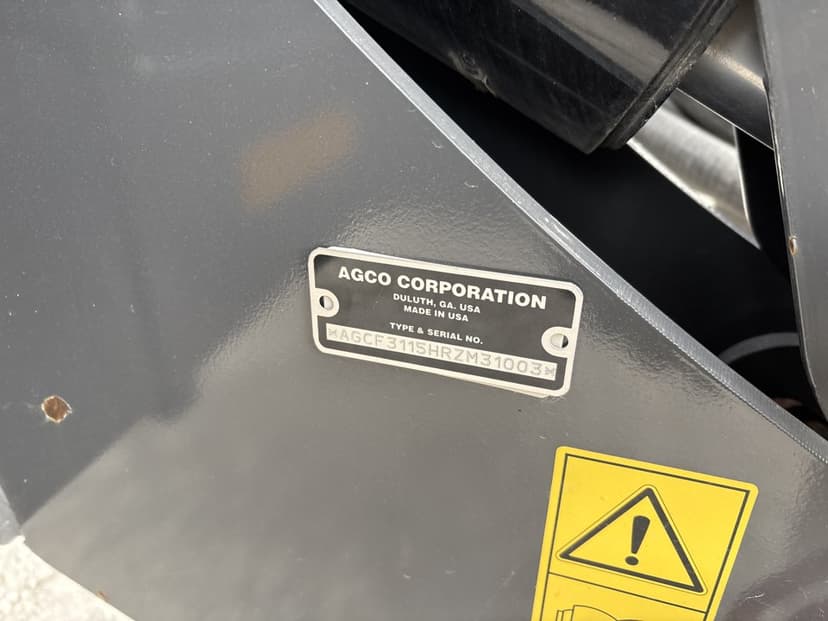 AGCO CORPORATION
DULUTH, GA. USA
MADE IN USA
TYPE & SERIAL NO.
*AGCF3115HRZM31003*